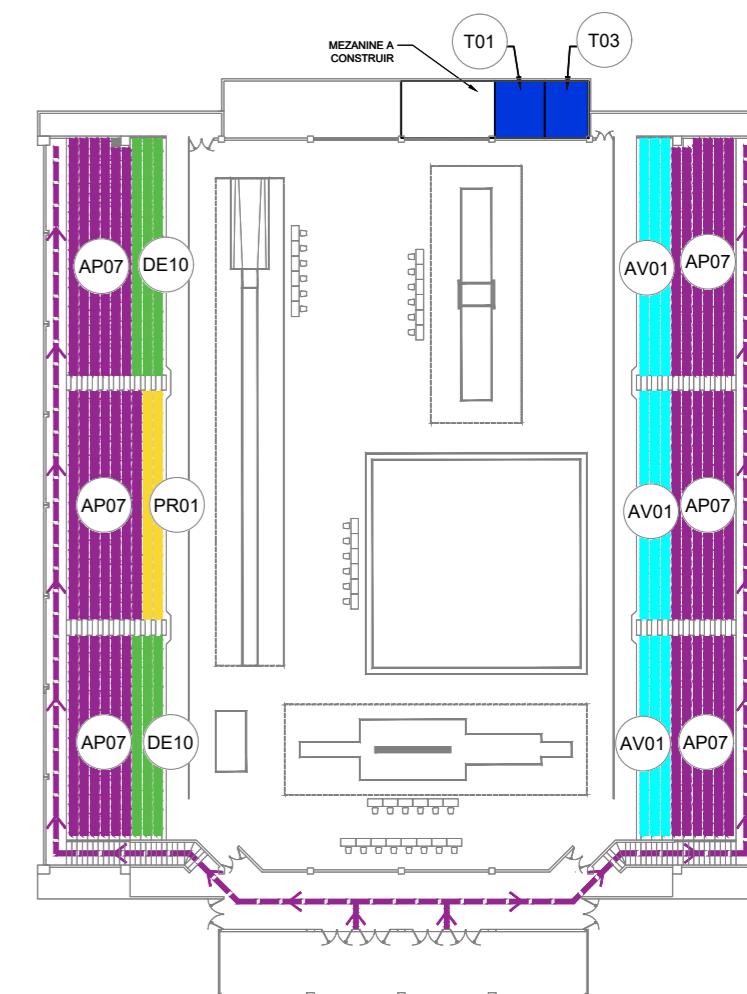 T01
T03
MEZANINE A
CONSTRUIR
AP07
DE10
AV01
AP07
AP07
PR01
AV01
AP07
AP07
DE10
AV01
AP07